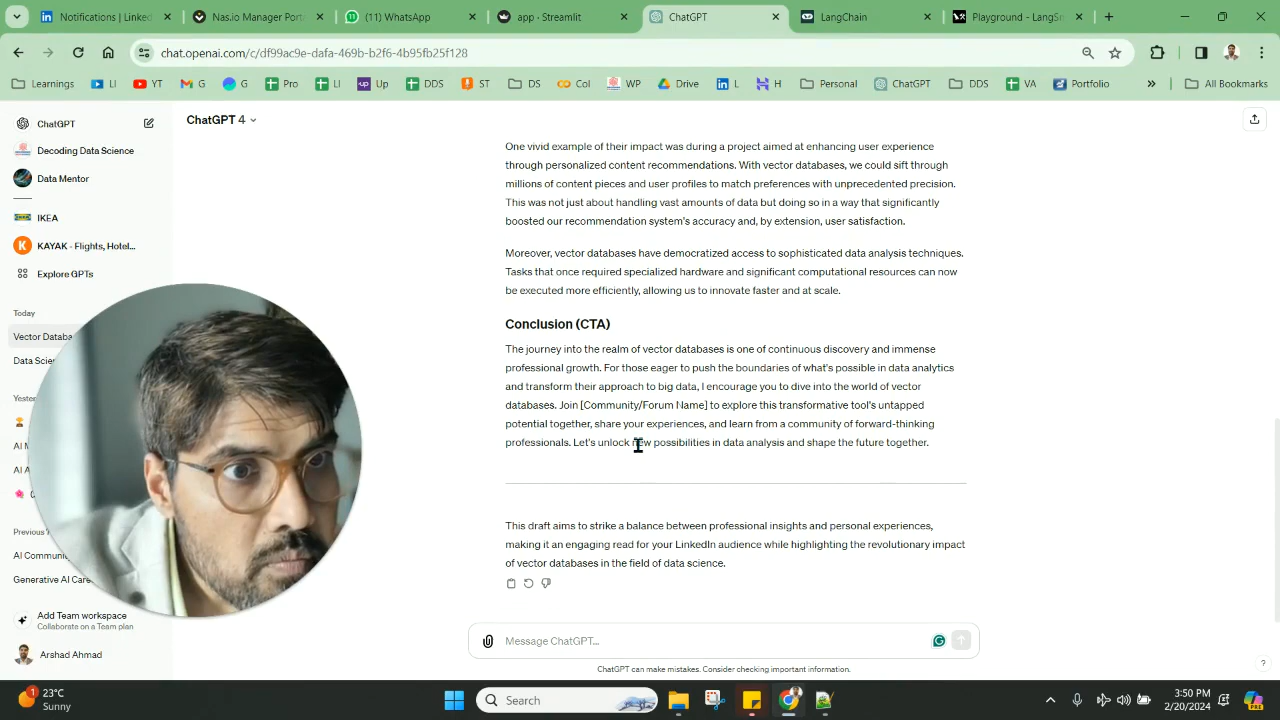 Notifications | Linked
Nas.io Manager Port
(11) WhatsApp
app · Streamlit
ChatGPT
LangChain
Playground - LangSm
chat.openai.com/c/df99ac9e-dafa-469b-b2f6-4b95fb25f128
Learnings
LI
YT
G
G
Pro
LI
Up
DDS
ST
DS
Col
WP
Drive
L
H
Personal
ChatGPT
DDS
VA
Portfolio
All Bookmarks
ChatGPT
Decoding Data Science
Data Mentor
IKEA
KAYAK - Flights, Hotel...
Explore GPTs
Today
Vector Databa
Data Scien
Yester
AI M
AI A
Previous 7
AI Commun
Generative AI Care
Add Team workspace
Collaborate on a Team plan
Arshad Ahmad
ChatGPT 4
One vivid example of their impact was during a project aimed at enhancing user experience
through personalized content recommendations. With vector databases, we could sift through
millions of content pieces and user profiles to match preferences with unprecedented precision.
This was not just about handling vast amounts of data but doing so in a way that significantly
boosted our recommendation system's accuracy and, by extension, user satisfaction.
Moreover, vector databases have democratized access to sophisticated data analysis techniques.
Tasks that once required specialized hardware and significant computational resources can now
be executed more efficiently, allowing us to innovate faster and at scale.
Conclusion (CTA)
The journey into the realm of vector databases is one of continuous discovery and immense
professional growth. For those eager to push the boundaries of what's possible in data analytics
and transform their approach to big data, I encourage you to dive into the world of vector
databases. Join [Community/Forum Name] to explore this transformative tool's untapped
potential together, share your experiences, and learn from a community of forward-thinking
professionals. Let's unlock new possibilities in data analysis and shape the future together.
This draft aims to strike a balance between professional insights and personal experiences,
making it an engaging read for your LinkedIn audience while highlighting the revolutionary impact
of vector databases in the field of data science.
Message ChatGPT...
ChatGPT can make mistakes. Consider checking important information.
?
1
23°C
Sunny
Search
3:50 PM
2/20/2024